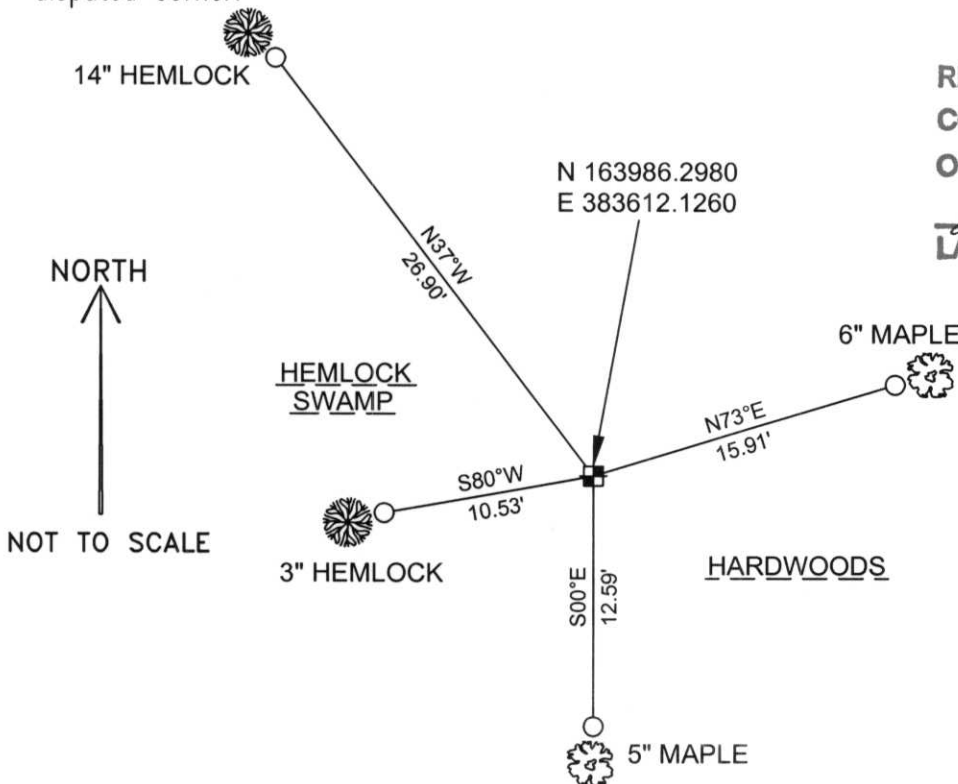 14" HEMLOCK
N 163986.2980
E 383612.1260
N37°W
26.90'
NORTH
6" MAPLE
HEMLOCK
SWAMP
N73°E
15.91'
S80°W
10.53'
NOT TO SCALE
3" HEMLOCK
HARDWOODS
S00°E
12.59'
5" MAPLE